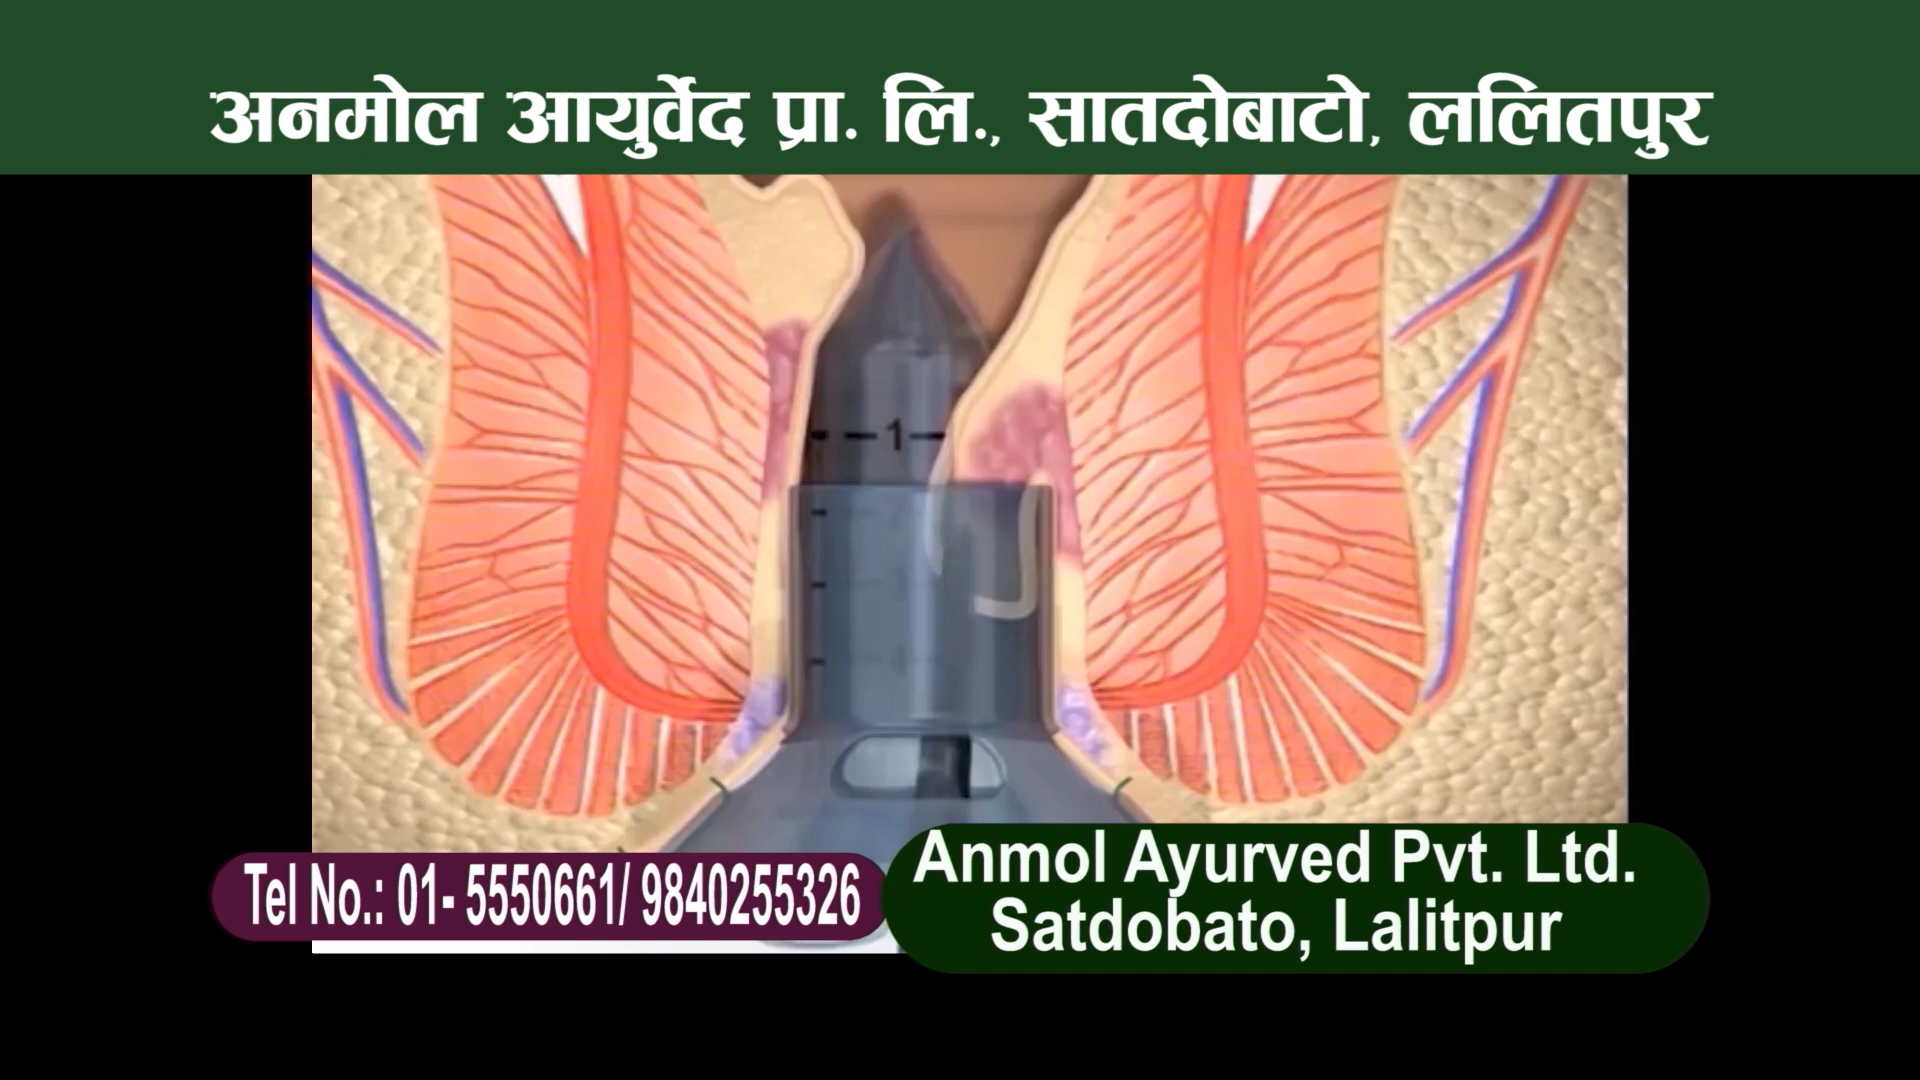 अनमोल आयुर्वेद प्रा. लि., सातदोबाटो, ललितपुर
1
Tel No.: 01- 5550661/ 9840255326
Anmol Ayurved Pvt. Ltd.
Satdobato, Lalitpur